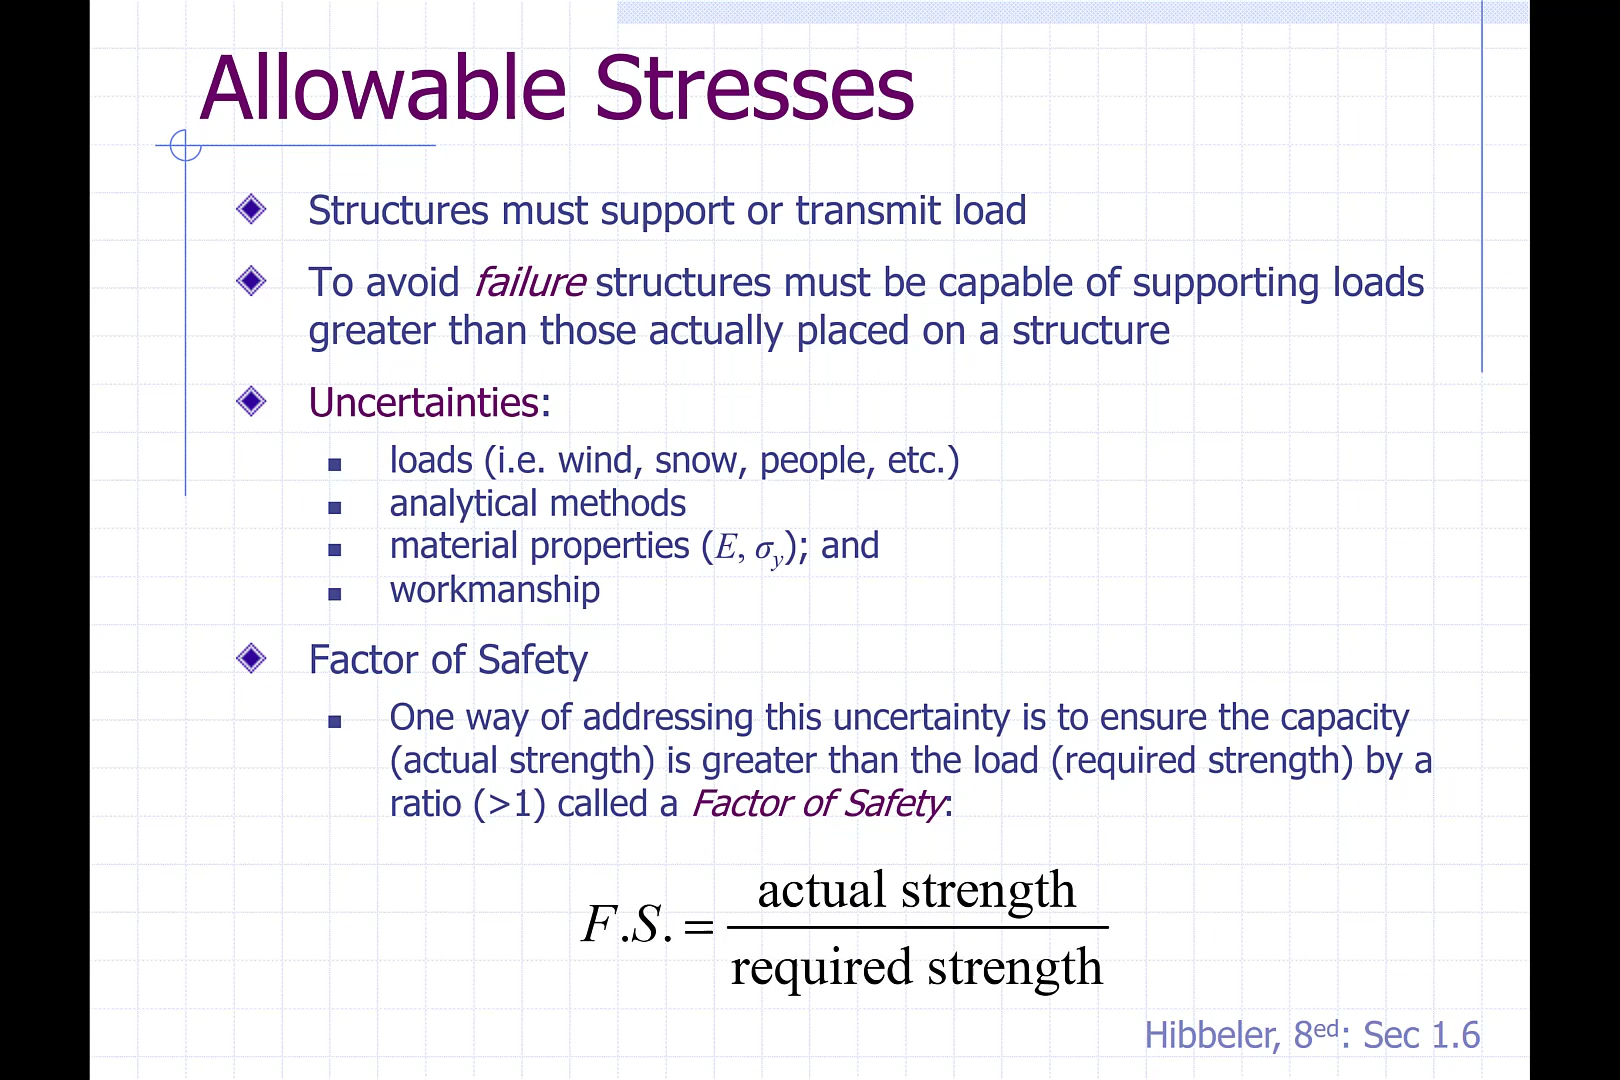 Allowable Stresses
Structures must support or transmit load
To avoid failure structures must be capable of supporting loads
greater than those actually placed on a structure
Uncertainties:
loads (i.e. wind, snow, people, etc.)
analytical methods
material properties (E, σy); and
workmanship
Factor of Safety
One way of addressing this uncertainty is to ensure the capacity
(actual strength) is greater than the load (required strength) by a
ratio (>1) called a Factor of Safety:
F.S. = actual strength
required strength
Hibbeler, 8ed: Sec 1.6